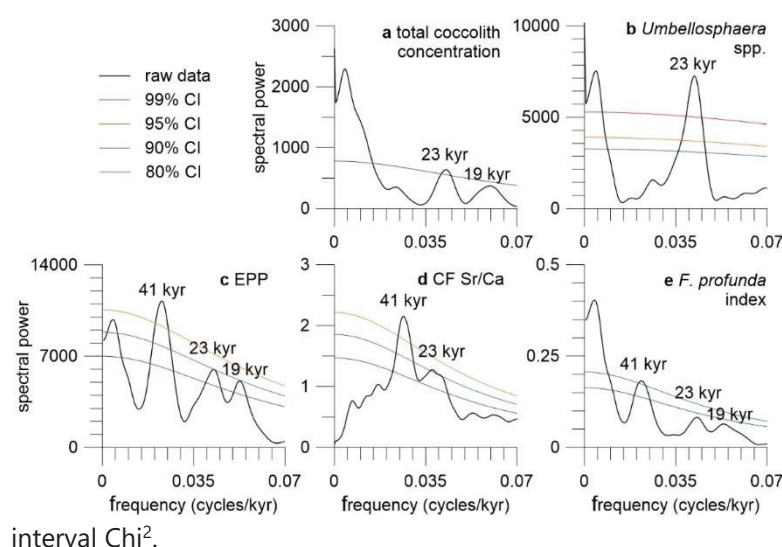 3000
a total coccolith
concentration
2000
23 kyr
1000
19 kyr
0
0 0.035 0.07
spectral power
10000
b Umbellosphaera
spp.
23 kyr
5000
0
0 0.035 0.07
raw data
99% CI
95% CI
90% CI
80% CI
14000
c EPP
41 kyr
23 kyr
7000
19 kyr
0
0 0.035 0.07
spectral power
frequency (cycles/kyr)
3
d CF Sr/Ca
41 kyr
2
23 kyr
1
0
0 0.035 0.07
frequency (cycles/kyr)
0.5
e F. profunda
index
41 kyr
0.25
23 kyr
19 kyr
0
0 0.035 0.07
frequency (cycles/kyr)
interval Chi².